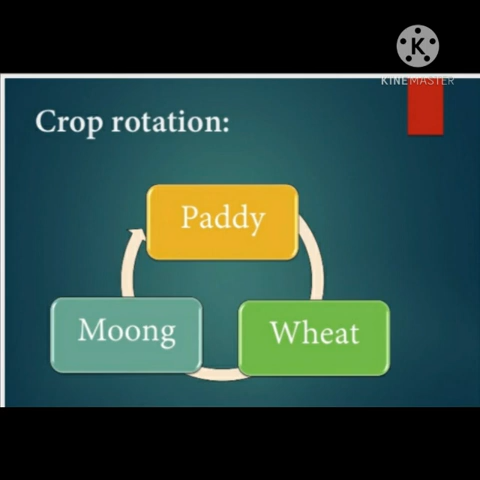 K
KINEMASTER
Crop rotation:
Paddy
Moong
Wheat